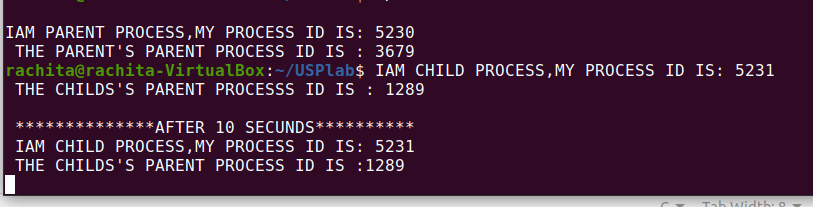 IAM PARENT PROCESS,MY PROCESS ID IS: 5230
THE PARENT'S PARENT PROCESS ID IS : 3679
rachita@rachita-VirtualBox:~/USPlab$ IAM CHILD PROCESS,MY PROCESS ID IS: 5231
THE CHILDS'S PARENT PROCESSS ID IS : 1289
**************AFTER 10 SECUNDS**********
IAM CHILD PROCESS,MY PROCESS ID IS: 5231
THE CHILDS'S PARENT PROCESS ID IS :1289
C Tab Width: 8